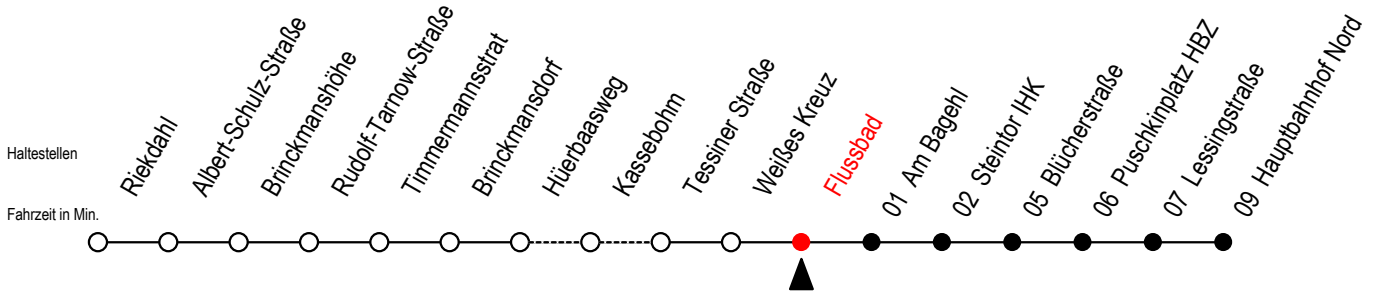 Haltestellen
Fahrzeit in Min.
Riekdahl
Albert-Schulz-Straße
Brinckmanshöhe
Rudolf-Tarnow-Straße
Timmermannsstrat
Brinckmansdorf
Hüerbaasweg
Kassebohm
Tessiner Straße
Weißes Kreuz
Flussbad
01 Am Bagehl
02 Steintor IHK
05 Blücherstraße
06 Puschkinplatz HBZ
07 Lessingstraße
09 Hauptbahnhof Nord